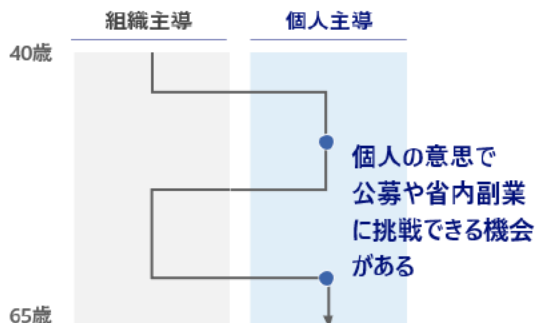 組織主導
個人主導
40歳
個人の意思で
公募や省内副業
に挑戦できる機会
がある
65歳